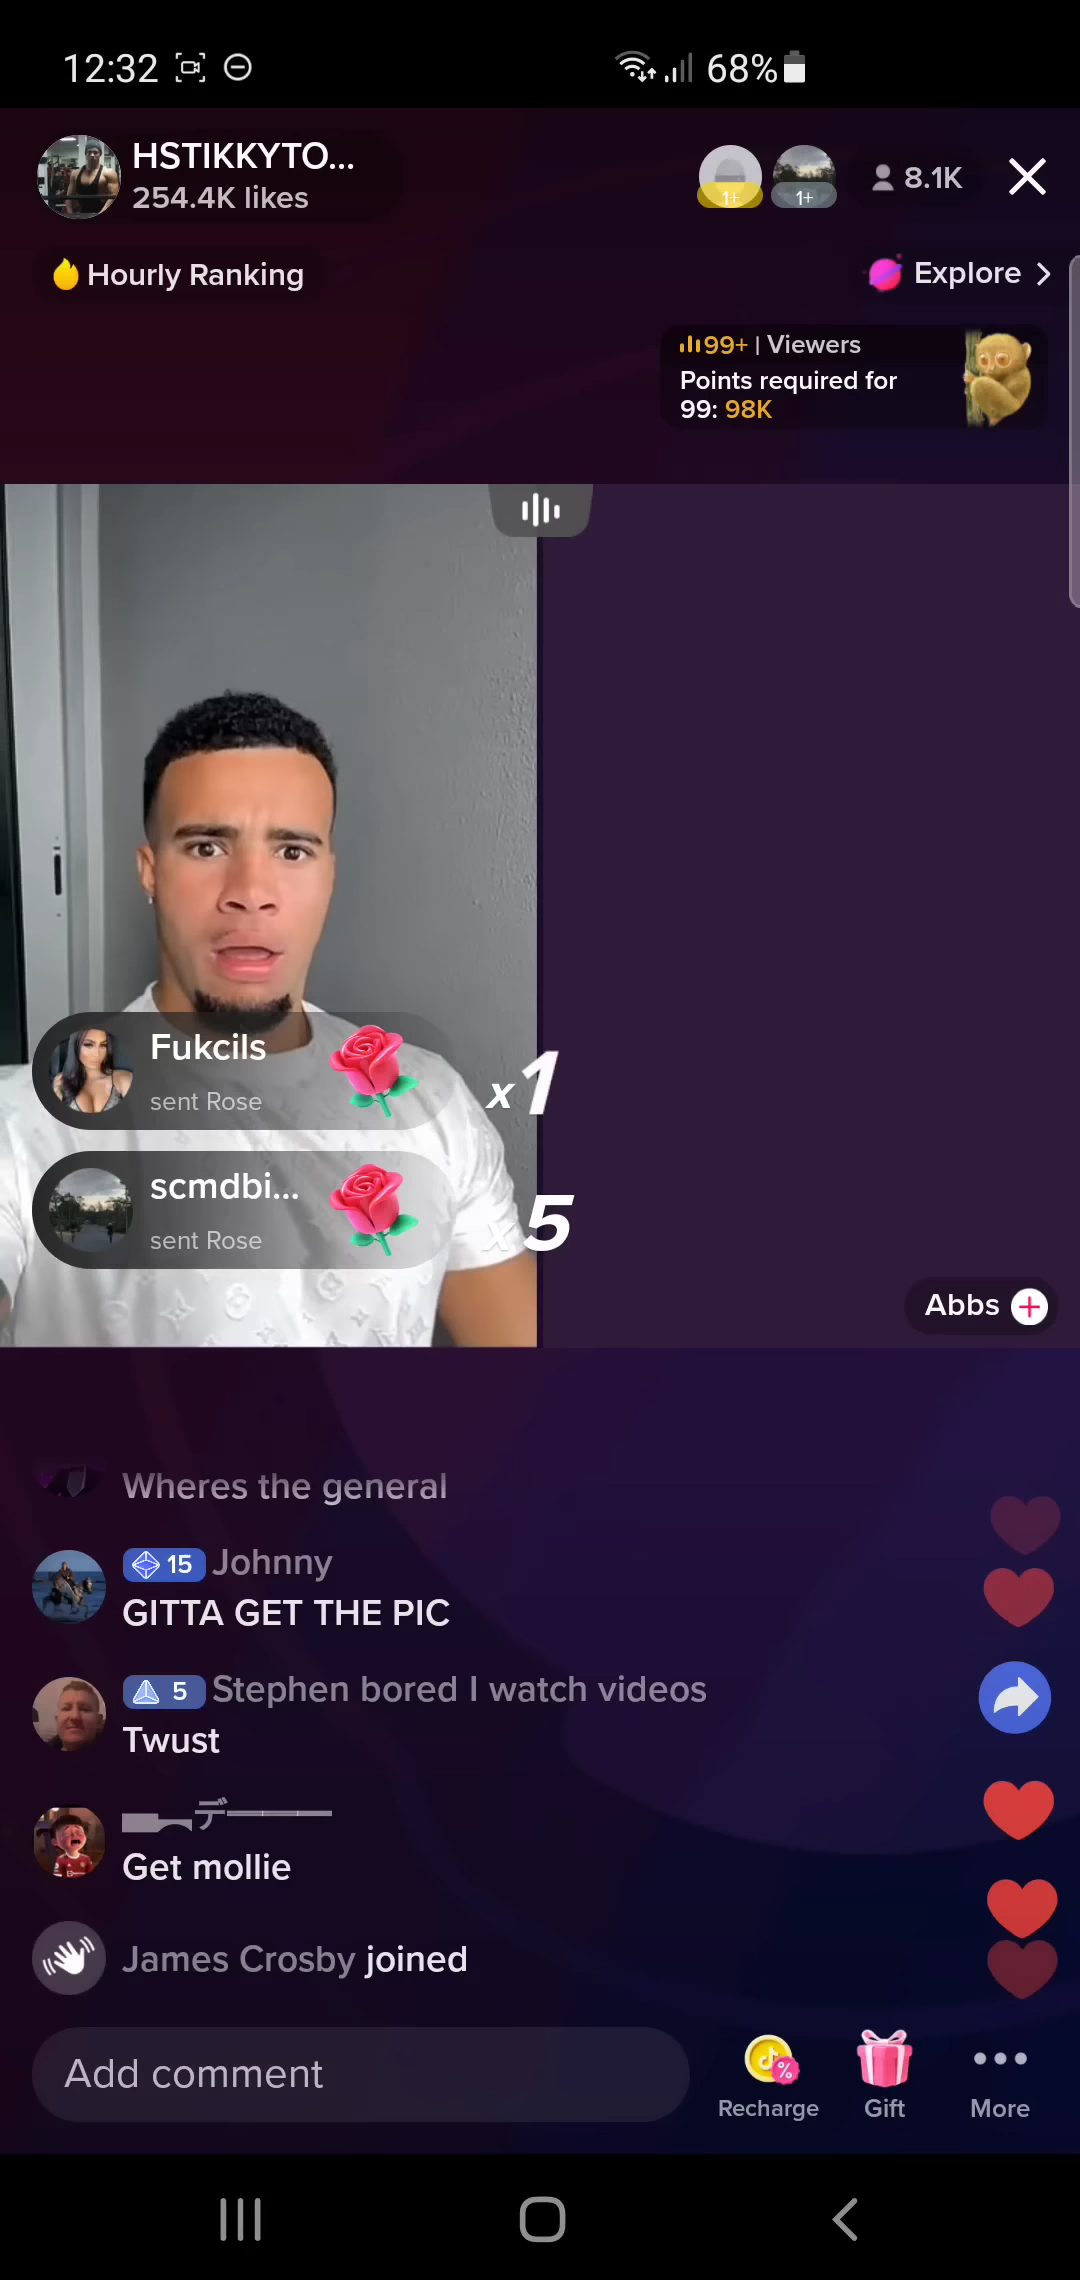 12:32
68%
HSTIKKYTO...
254.4K likes
1+
1+
8.1K
Hourly Ranking
Explore
99+ | Viewers
Points required for
99: 98K
Fukcils
sent Rose
x1
scmdbi...
sent Rose
x5
Abbs
Wheres the general
15 Johnny
GITTA GET THE PIC
5 Stephen bored I watch videos
Twust
Get mollie
James Crosby joined
Add comment
Recharge
Gift
More